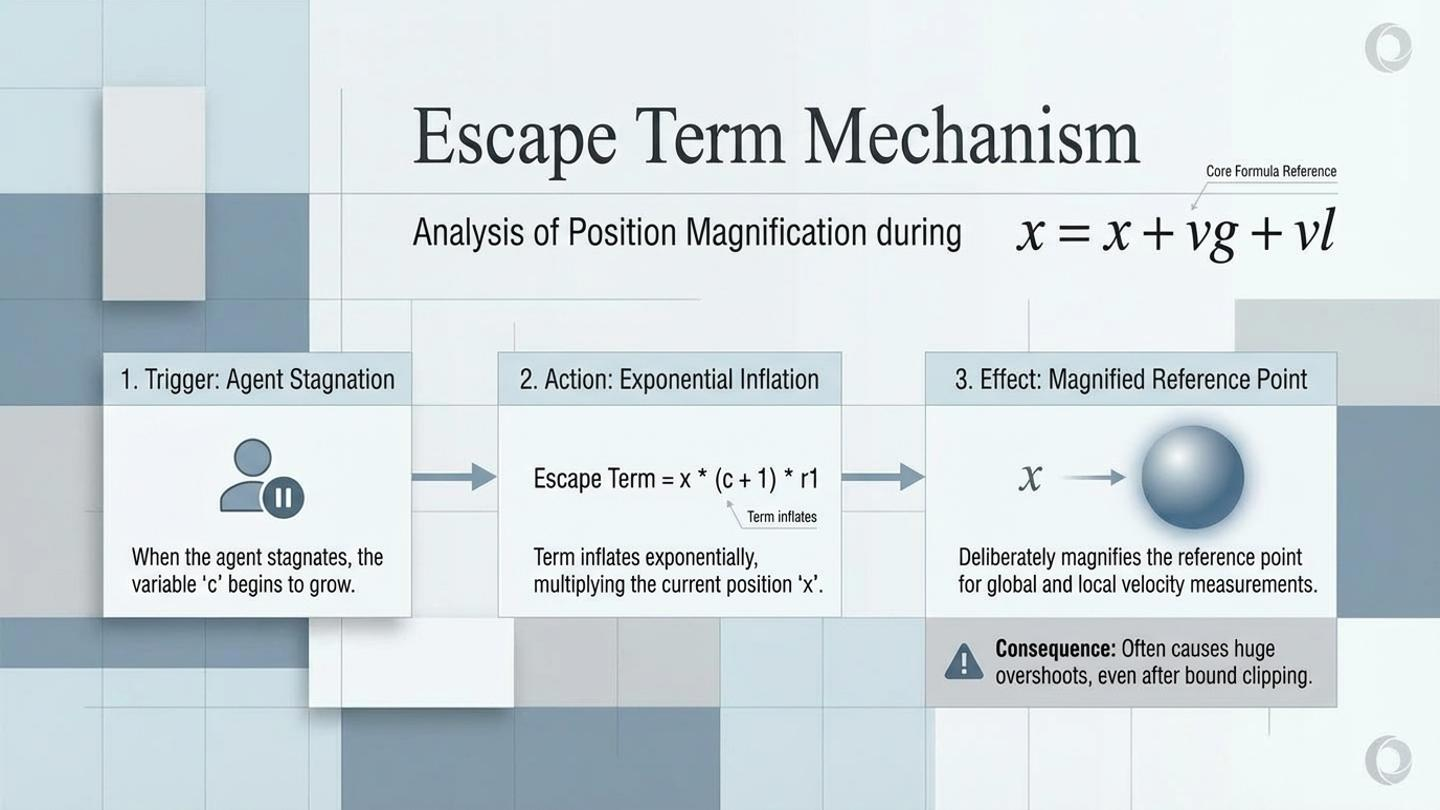 Escape Term Mechanism
Core Formula Reference
Analysis of Position Magnification during x = x + vg + vl
1. Trigger: Agent Stagnation
When the agent stagnates, the
variable ‘c’ begins to grow.
2. Action: Exponential Inflation
Escape Term = x * (c + 1) * r1
Term inflates
Term inflates exponentially,
multiplying the current position ‘x’.
3. Effect: Magnified Reference Point
x
Deliberately magnifies the reference point
for global and local velocity measurements.
Consequence: Often causes huge
overshoots, even after bound clipping.